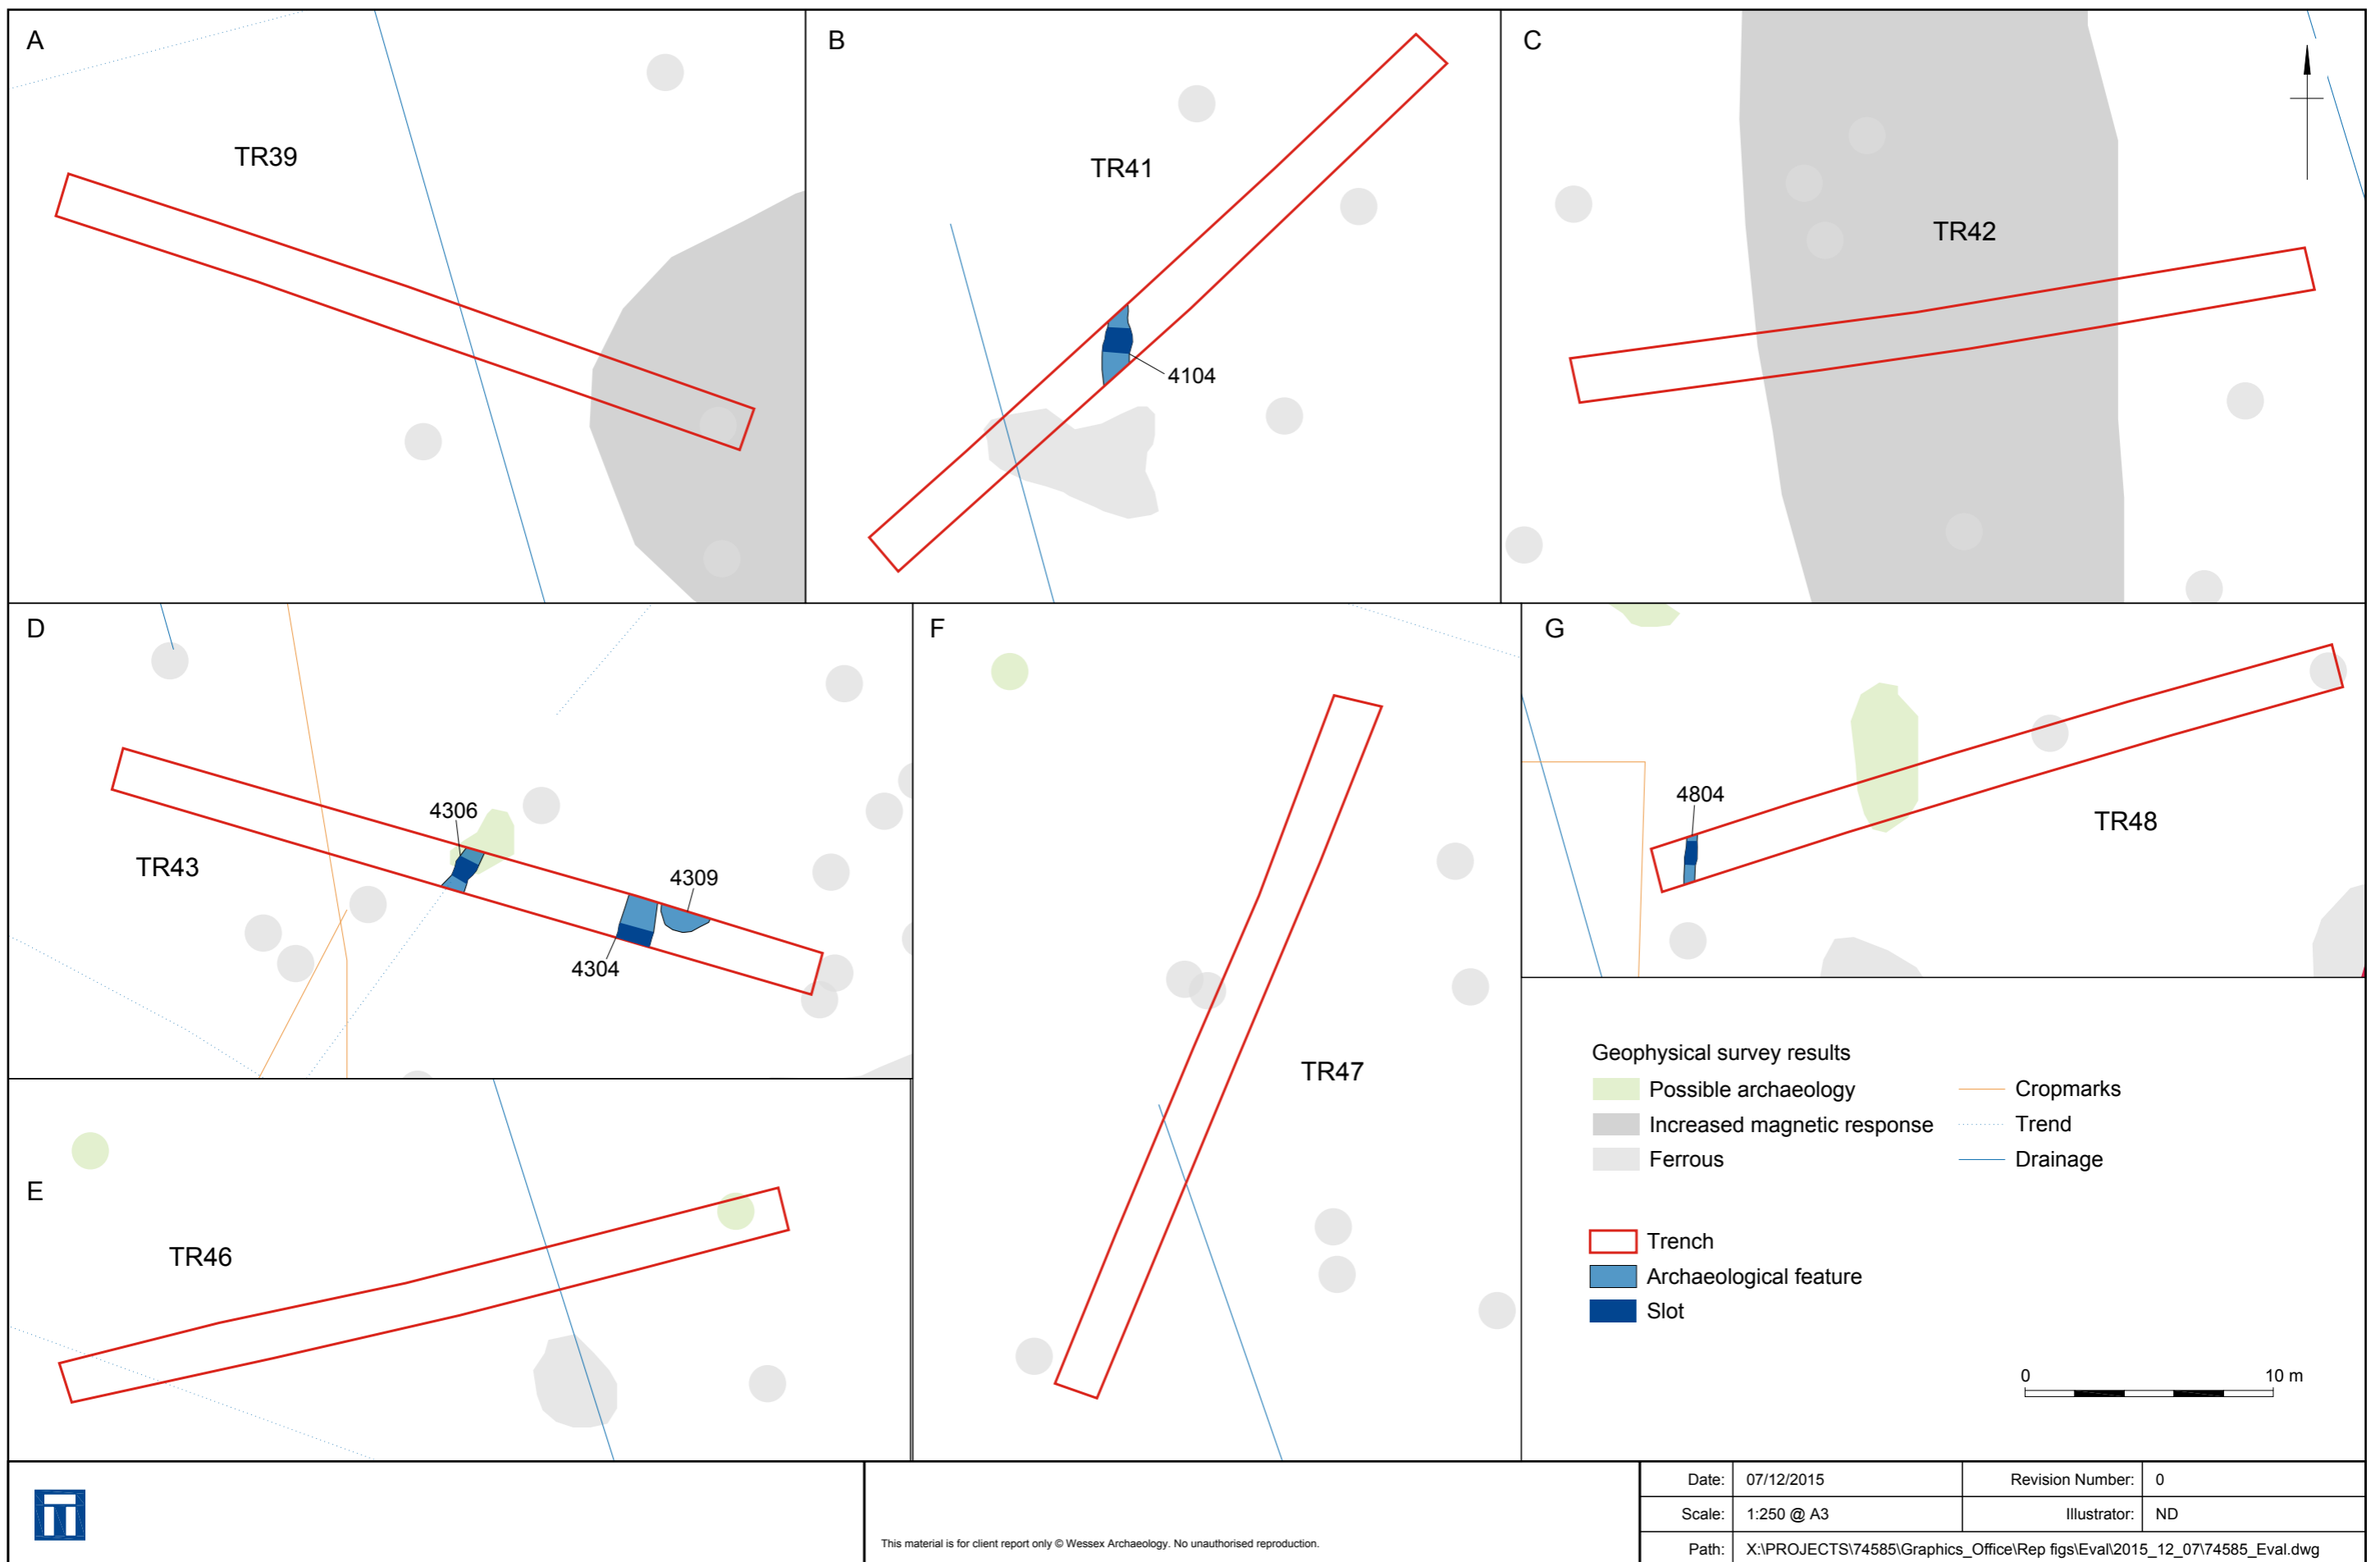 A
TR39
B
TR41
4104
C
TR42
D
4306
TR43
4309
4304
F
TR47
G
4804
TR48
E
TR46
Geophysical survey results
Possible archaeology
Increased magnetic response
Ferrous
Cropmarks
Trend
Drainage
Trench
Archaeological feature
Slot
0 10 m
This material is for client report only © Wessex Archaeology. No unauthorised reproduction.
Date: 07/12/2015 Revision Number: 0
Scale: 1:250 @ A3 Illustrator: ND
Path: X:\PROJECTS\74585\Graphics_Office\Rep figs\Eval\2015_12_07\74585_Eval.dwg